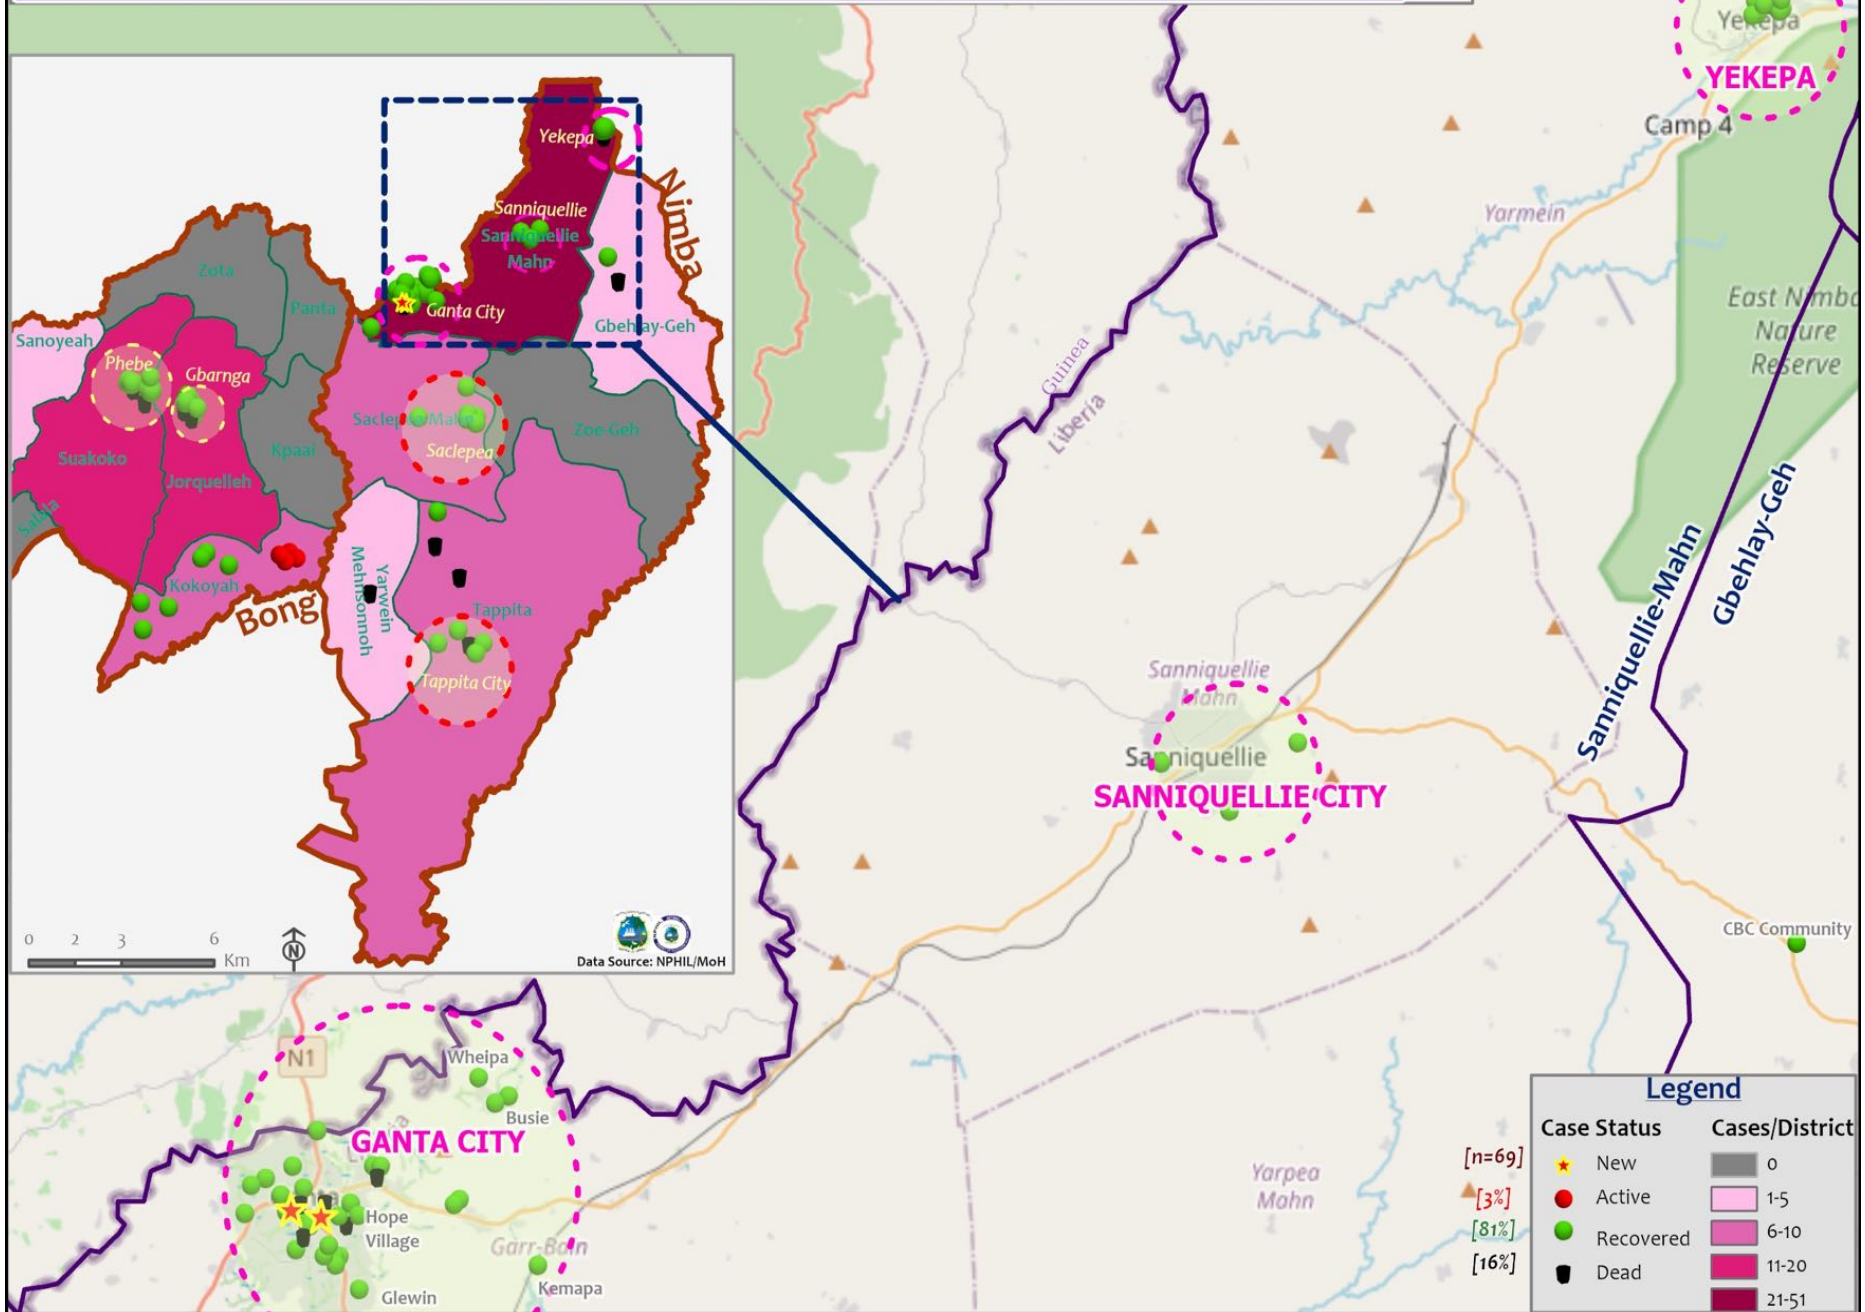 Yekepa
YEKEPA
Camp 4
Yarmein
East Nimba
Nature
Reserve
Guinea
Liberia
Sanniquellie-Mahn
Gbehlay-Geh
Sanniquellie
Mahn
Sanniquellie
SANNIQUELLIE CITY
CBC Community
Yarpea
Mahn
Yekepa
Nimba
Sanniquellie
Sanniquellie
Mahn
Ganta City
Gbehlay-Geh
Zota
Panta
Sanoyeah
Phebe
Gbarnga
Saclepea-Mahn
Saclepea
Zoe-Geh
Suakoko
Kpaai
Jorquelleh
Salala
Kokoyah
Bong
Yarwein
Mehnsonnoh
Tappita
Tappita City
0 2 3 6
Km
N
Data Source: NPHIL/MoH
N1
Wheipa
Busie
GANTA CITY
Hope
Village
Garr-Bain
Kemapa
Glewin
Legend
Case Status
Cases/District
[n=69]
New
0
[3%]
Active
1-5
[81%]
Recovered
6-10
[16%]
Dead
11-20
21-51